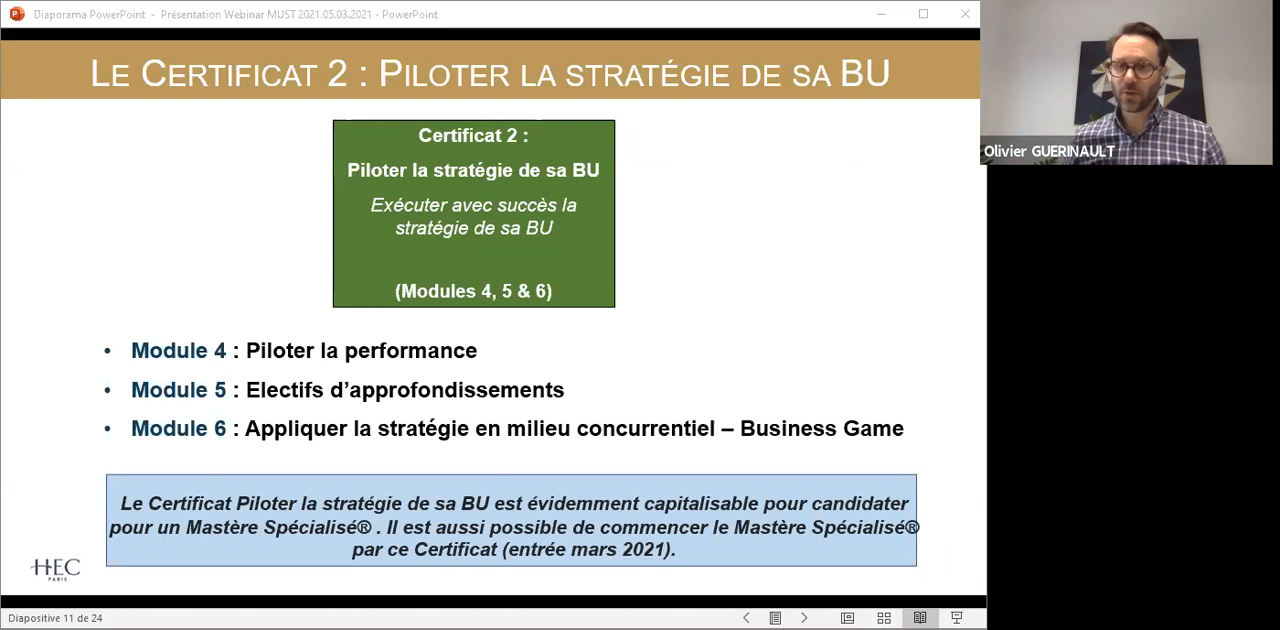 Diaporama PowerPoint - Présentation Webinar MUST 2021.05.03.2021 - PowerPoint
LE CERTIFICAT 2 : PILOTER LA STRATÉGIE DE SA BU
Certificat 2 :
Piloter la stratégie de sa BU
Exécuter avec succès la
stratégie de sa BU
(Modules 4, 5 & 6)
• Module 4 : Piloter la performance
• Module 5 : Electifs d’approfondissements
• Module 6 : Appliquer la stratégie en milieu concurrentiel – Business Game
Le Certificat Piloter la stratégie de sa BU est évidemment capitalisable pour candidater
pour un Mastère Spécialisé® . Il est aussi possible de commencer le Mastère Spécialisé®
par ce Certificat (entrée mars 2021).
HEC
PARIS
Diapositive 11 de 24
Olivier GUERINAULT